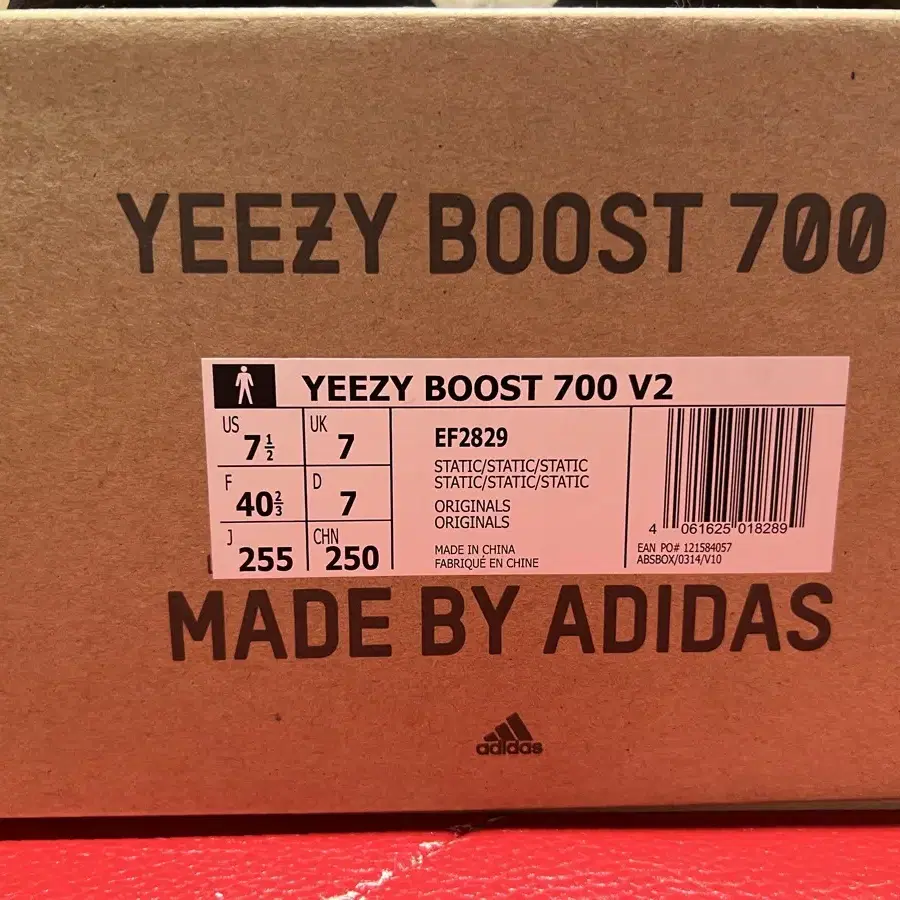 YEEZY BOOST 700
YEEZY BOOST 700 V2
US 7½ UK 7
F 40⅔ D 7
J 255 CHN 250
EF2829
STATIC/STATIC/STATIC
STATIC/STATIC/STATIC
ORIGINALS
ORIGINALS
MADE IN CHINA
FABRIQUÉ EN CHINE
4 061625 018289
EAN PO# 121584057
ABSBOX/0314/V10
MADE BY ADIDAS
adidas